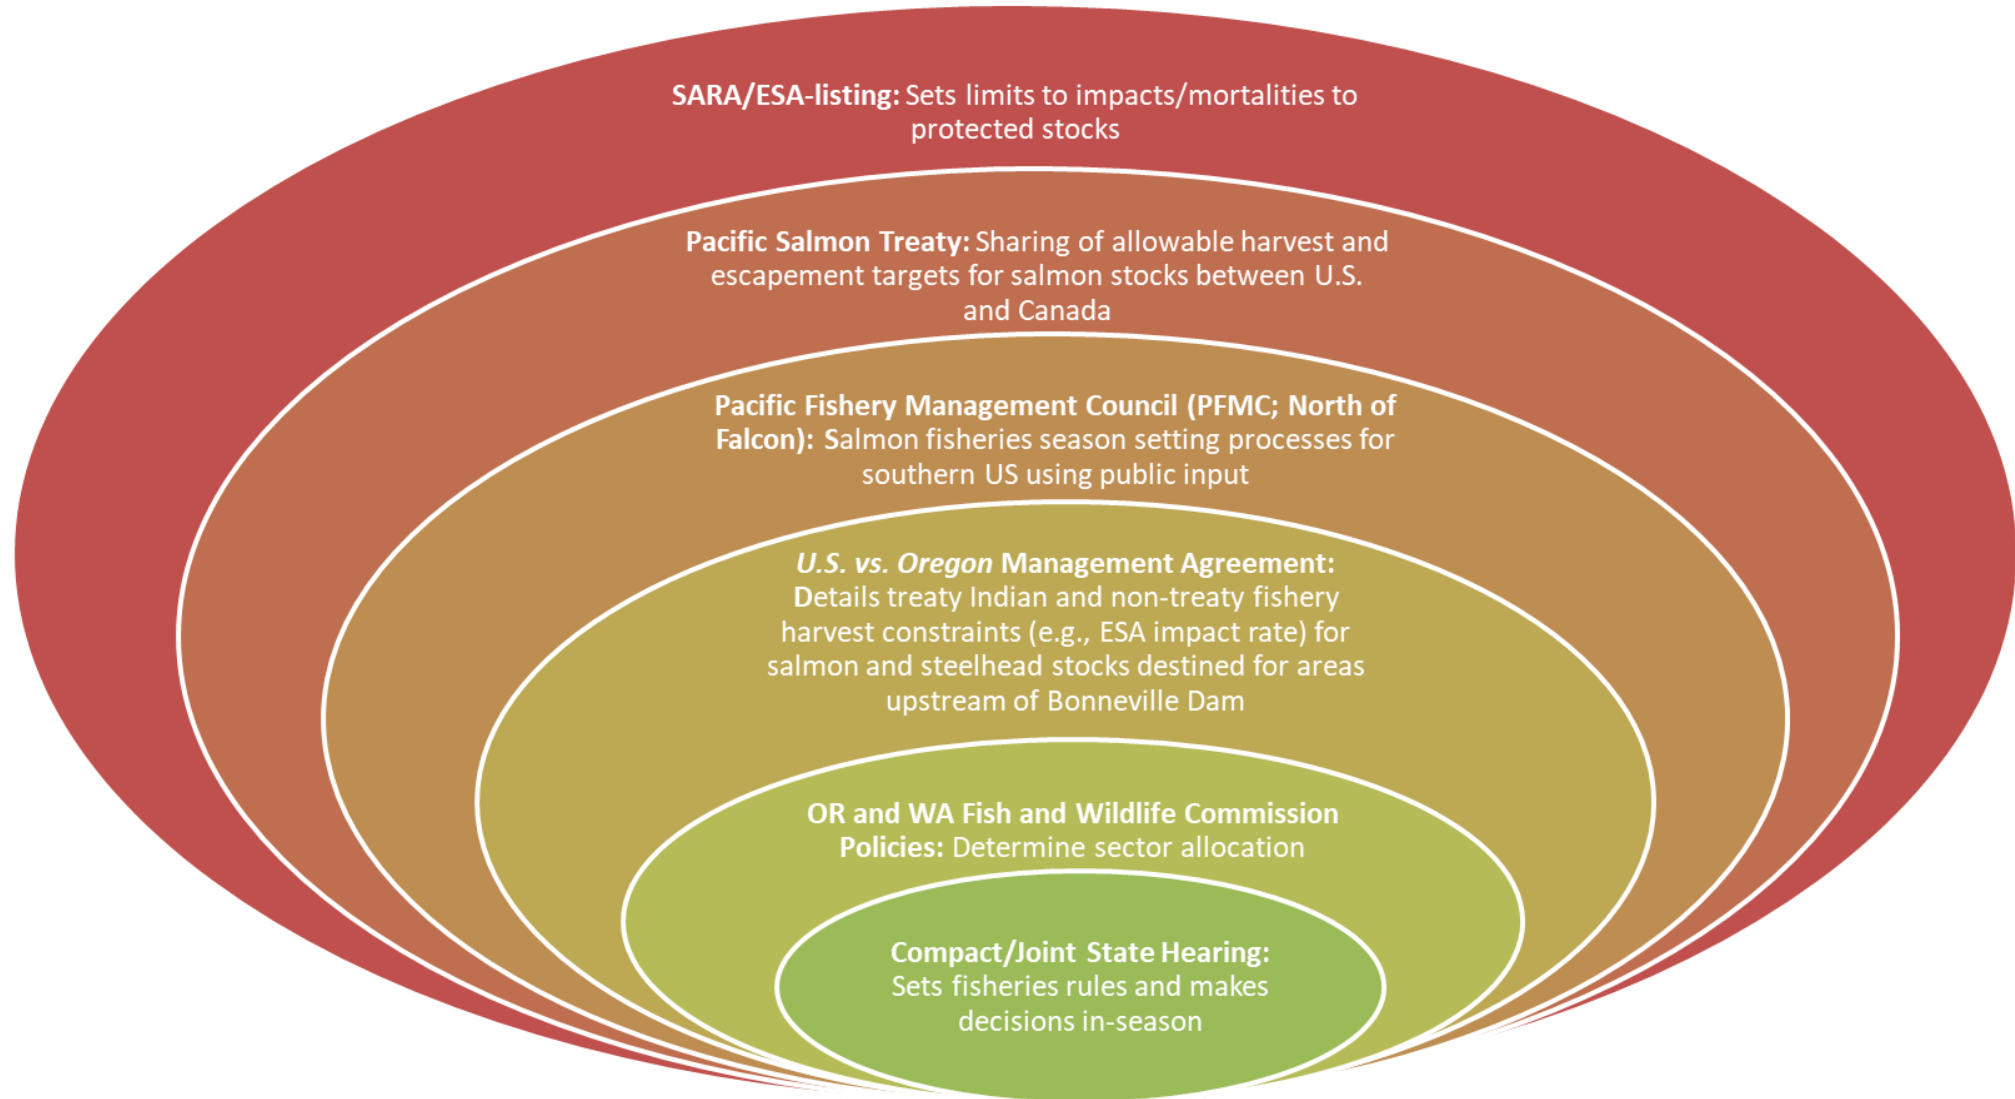 SARA/ESA-listing: Sets limits to impacts/mortalities to
protected stocks
Pacific Salmon Treaty: Sharing of allowable harvest and
escapement targets for salmon stocks between U.S.
and Canada
Pacific Fishery Management Council (PFMC; North of
Falcon): Salmon fisheries season setting processes for
southern US using public input
U.S. vs. Oregon Management Agreement:
Details treaty Indian and non-treaty fishery
harvest constraints (e.g., ESA impact rate) for
salmon and steelhead stocks destined for areas
upstream of Bonneville Dam
OR and WA Fish and Wildlife Commission
Policies: Determine sector allocation
Compact/Joint State Hearing:
Sets fisheries rules and makes
decisions in-season